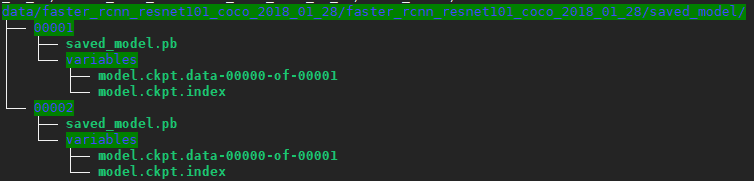 data/faster_rcnn_resnet101_coco_2018_01_28/faster_rcnn_resnet101_coco_2018_01_28/saved_model/
├── 00001
│   ├── saved_model.pb
│   └── variables
│       ├── model.ckpt.data-00000-of-00001
│       └── model.ckpt.index
└── 00002
    ├── saved_model.pb
    └── variables
        ├── model.ckpt.data-00000-of-00001
        └── model.ckpt.index